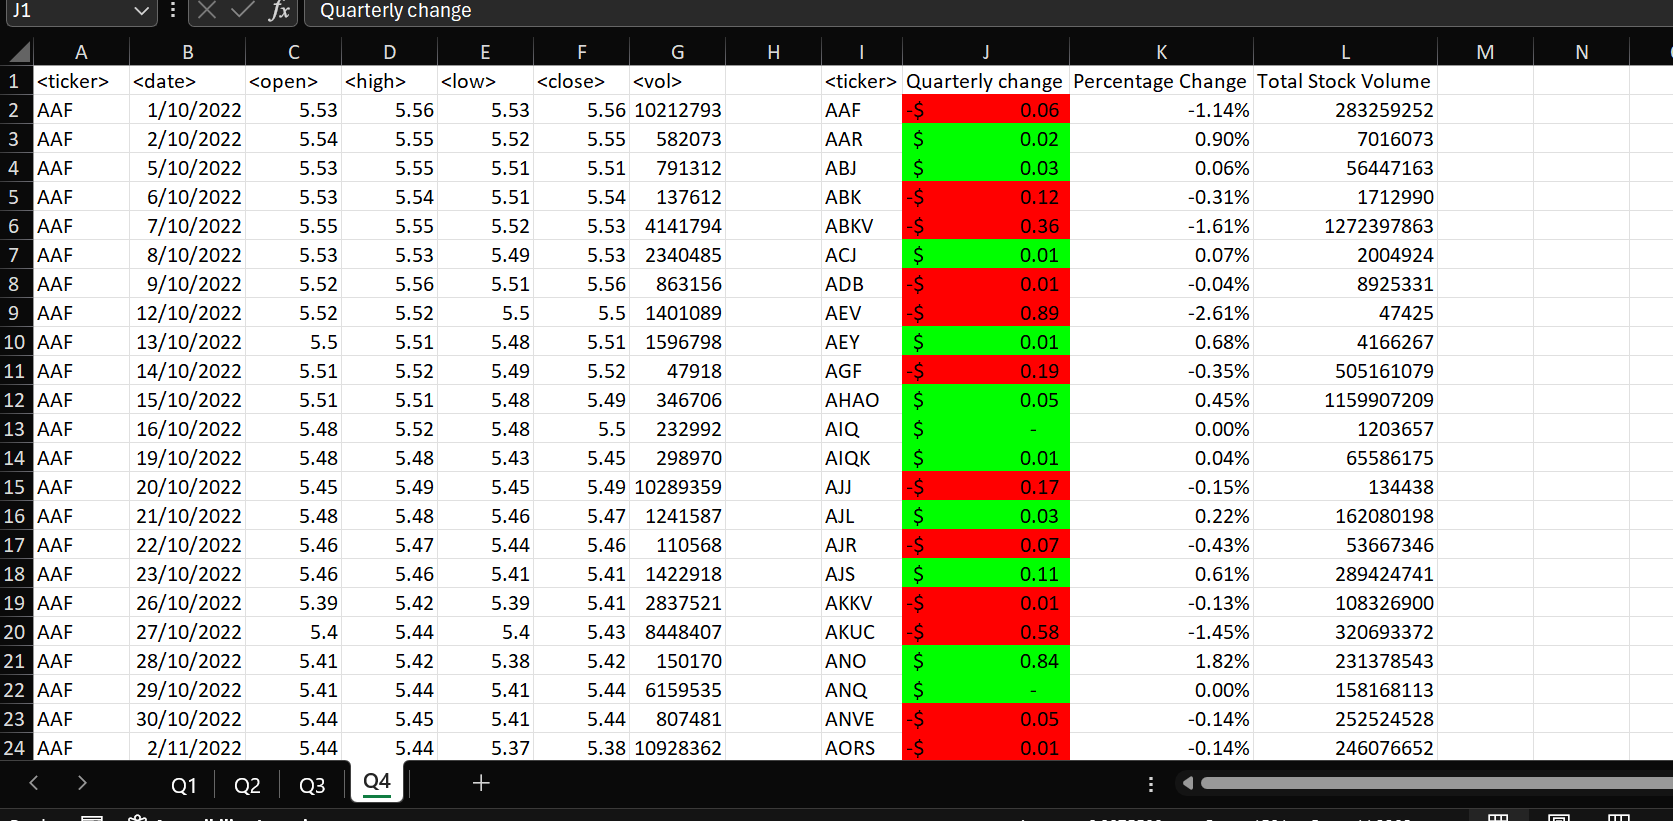 J1 fx Quarterly change
A B C D E F G H I J K L M N
1 <ticker> <date> <open> <high> <low> <close> <vol> <ticker> Quarterly change Percentage Change Total Stock Volume
2 AAF 1/10/2022 5.53 5.56 5.53 5.56 10212793 AAF -$ 0.06 -1.14% 283259252
3 AAF 2/10/2022 5.54 5.55 5.52 5.55 582073 AAR $ 0.02 0.90% 7016073
4 AAF 5/10/2022 5.53 5.55 5.51 5.51 791312 ABJ $ 0.03 0.06% 56447163
5 AAF 6/10/2022 5.53 5.54 5.51 5.54 137612 ABK -$ 0.12 -0.31% 1712990
6 AAF 7/10/2022 5.55 5.55 5.52 5.53 4141794 ABKV -$ 0.36 -1.61% 1272397863
7 AAF 8/10/2022 5.53 5.53 5.49 5.53 2340485 ACJ $ 0.01 0.07% 2004924
8 AAF 9/10/2022 5.52 5.56 5.51 5.56 863156 ADB -$ 0.01 -0.04% 8925331
9 AAF 12/10/2022 5.52 5.52 5.5 5.5 1401089 AEV -$ 0.89 -2.61% 47425
10 AAF 13/10/2022 5.5 5.51 5.48 5.51 1596798 AEY $ 0.01 0.68% 4166267
11 AAF 14/10/2022 5.51 5.52 5.49 5.52 47918 AGF -$ 0.19 -0.35% 505161079
12 AAF 15/10/2022 5.51 5.51 5.48 5.49 346706 AHAO $ 0.05 0.45% 1159907209
13 AAF 16/10/2022 5.48 5.52 5.48 5.5 232992 AIQ $ - 0.00% 1203657
14 AAF 19/10/2022 5.48 5.48 5.43 5.45 298970 AIQK $ 0.01 0.04% 65586175
15 AAF 20/10/2022 5.45 5.49 5.45 5.49 10289359 AJJ -$ 0.17 -0.15% 134438
16 AAF 21/10/2022 5.48 5.48 5.46 5.47 1241587 AJL $ 0.03 0.22% 162080198
17 AAF 22/10/2022 5.46 5.47 5.44 5.46 110568 AJR -$ 0.07 -0.43% 53667346
18 AAF 23/10/2022 5.46 5.46 5.41 5.41 1422918 AJS $ 0.11 0.61% 289424741
19 AAF 26/10/2022 5.39 5.42 5.39 5.41 2837521 AKKV -$ 0.01 -0.13% 108326900
20 AAF 27/10/2022 5.4 5.44 5.4 5.43 8448407 AKUC -$ 0.58 -1.45% 320693372
21 AAF 28/10/2022 5.41 5.42 5.38 5.42 150170 ANO $ 0.84 1.82% 231378543
22 AAF 29/10/2022 5.41 5.44 5.41 5.44 6159535 ANQ $ - 0.00% 158168113
23 AAF 30/10/2022 5.44 5.45 5.41 5.44 807481 ANVE -$ 0.05 -0.14% 252524528
24 AAF 2/11/2022 5.44 5.44 5.37 5.38 10928362 AORS -$ 0.01 -0.14% 246076652
Q1 Q2 Q3 Q4 +